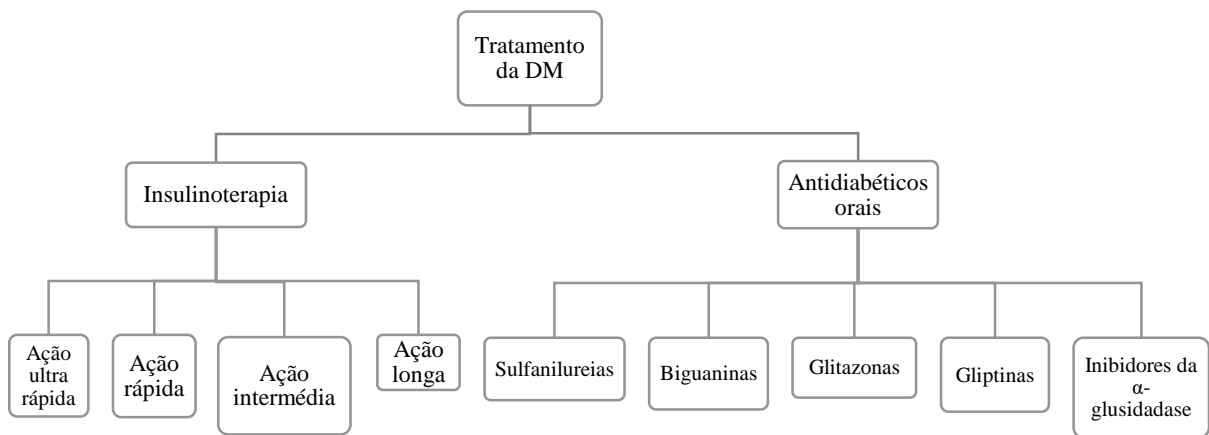 Tratamento
da DM
Insulinoterapia
Antidiabéticos
orais
Ação
ultra
rápida
Ação
rápida
Ação
intermédia
Ação
longa
Sulfanilureias
Biguaninas
Glitazonas
Gliptinas
Inibidores da
α-
glusidadase